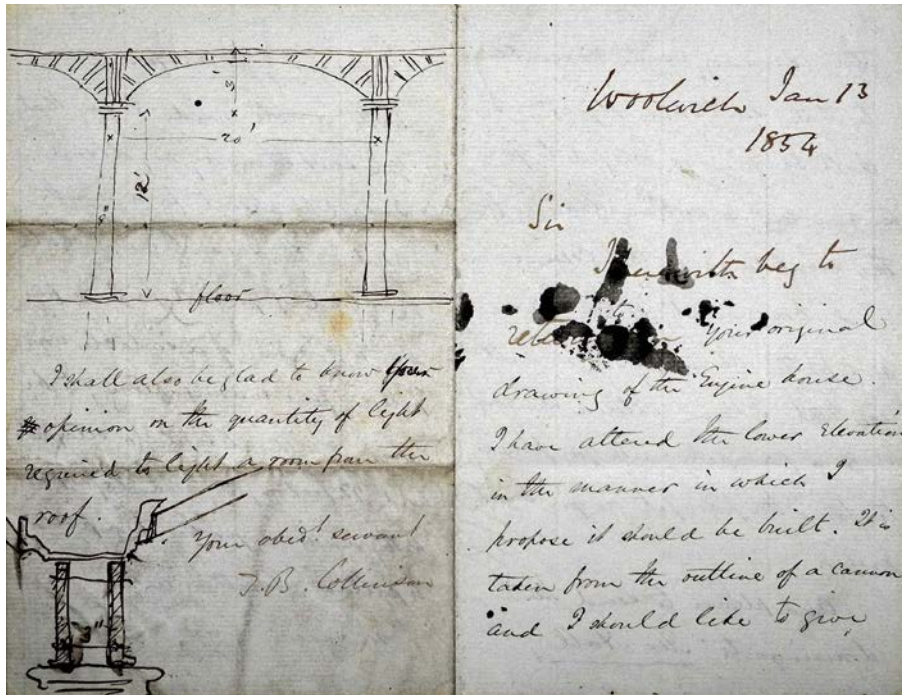 3'
20'
12'
9"
floor
I shall also be glad to know your
opinion on the quantity of light
required to light a room from the
roof.
Your obedt. servant
T. B. Collinson
Woolwich Jan 13
1854
Sir
I herewith beg to
return your original
drawing of the Engine house.
I have altered the lower Elevation
in the manner in which I
propose it should be built. It is
taken from the outline of a cannon
and I should like to give